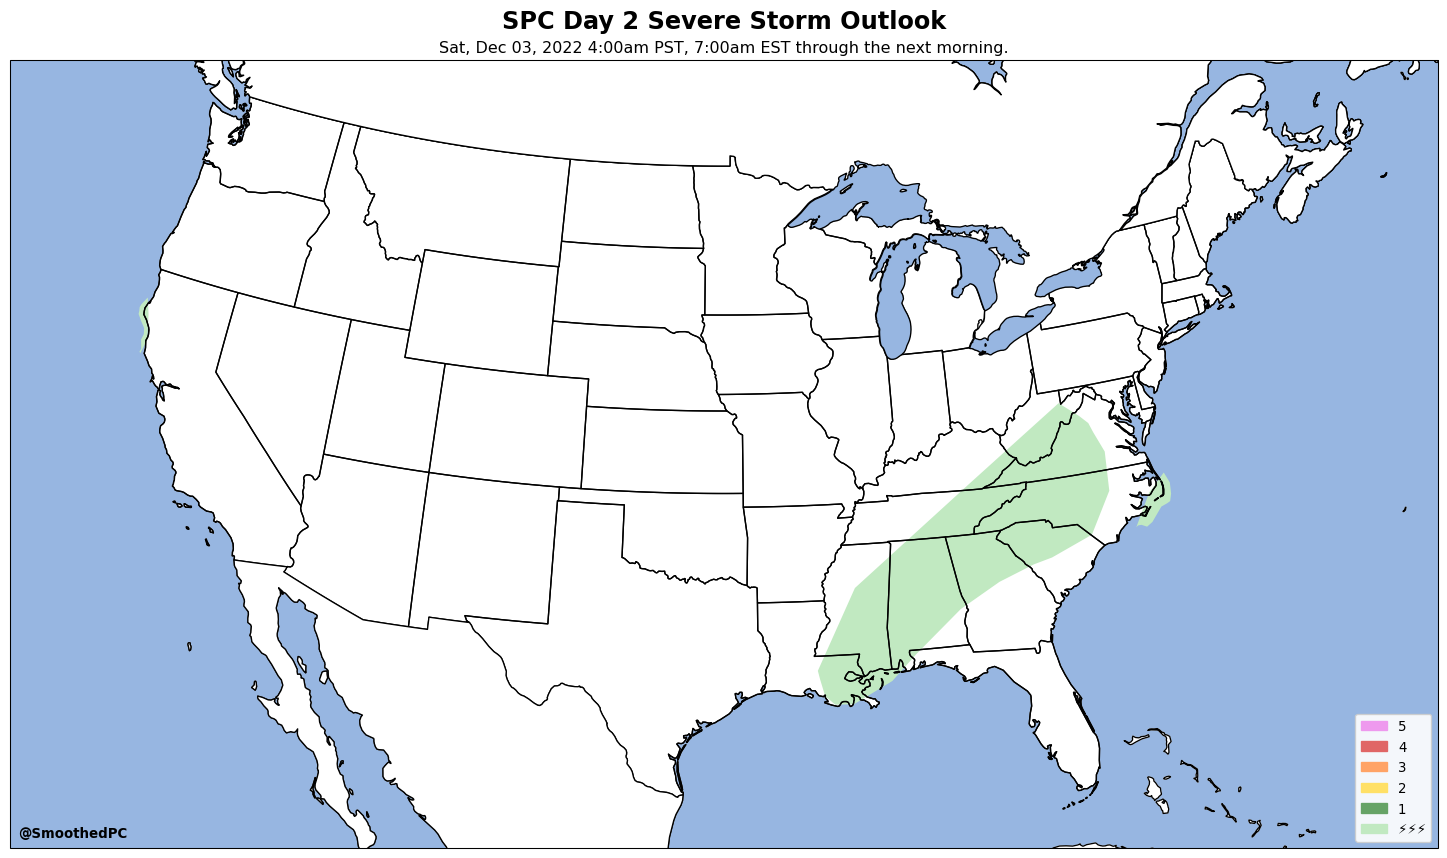 SPC Day 2 Severe Storm Outlook
Sat, Dec 03, 2022 4:00am PST, 7:00am EST through the next morning.
5
4
3
2
1
⚡⚡⚡
@SmoothedPC